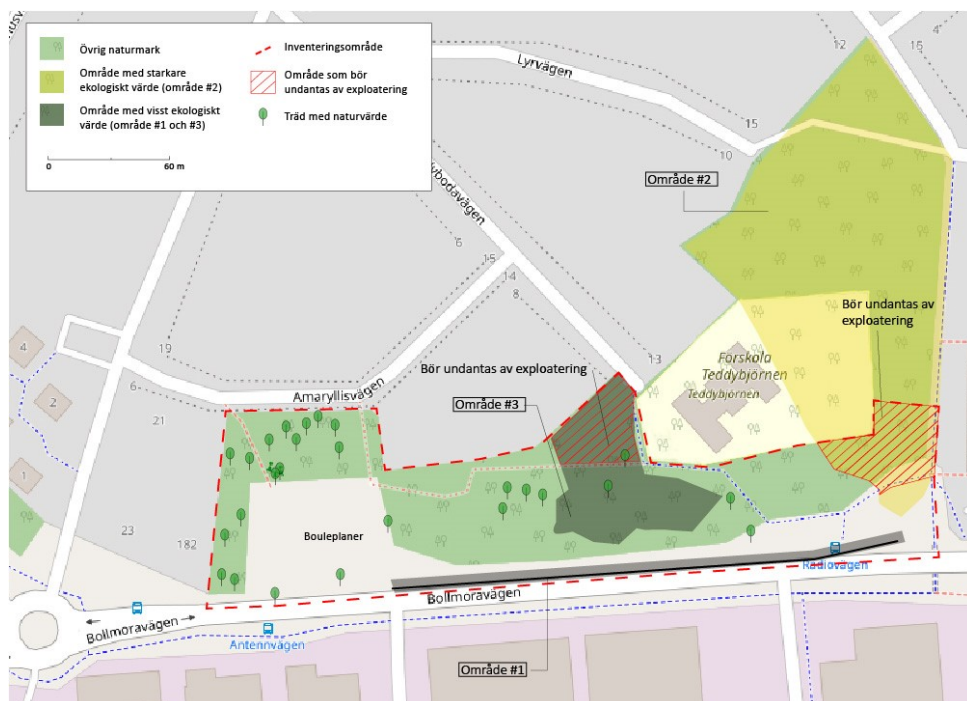 Övrig naturmark
Område med starkare
ekologiskt värde (område #2)
Område med visst ekologiskt
värde (område #1 och #3)
0 60 m
Inventeringsområde
Område som bör
undantas av exploatering
Träd med naturvärde
Lyrvägen
12
15
4
15
10
Område #2
6
15
14
8
Bör undantas av
exploatering
13
Förskola
Teddybjörnen
Teddybjörnen
4
2
1
19
6
21
23
182
Amaryllisvägen
Bör undantas av exploatering
Område #3
Bouleplaner
Radiovägen
Bollmoravägen
Bollmoravägen
Antennvägen
Område #1